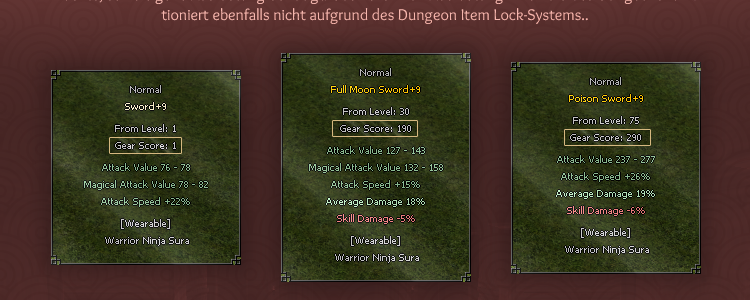 tioniert ebenfalls nicht aufgrund des Dungeon Item Lock-Systems..
Normal
Sword+9
From Level: 1
Gear Score: 1
Attack Value 76 - 78
Magical Attack Value 78 - 82
Attack Speed +22%
[Wearable]
Warrior Ninja Sura
Normal
Full Moon Sword+9
From Level: 30
Gear Score: 190
Attack Value 127 - 143
Magical Attack Value 132 - 158
Attack Speed +15%
Average Damage 18%
Skill Damage -5%
[Wearable]
Warrior Ninja Sura
Normal
Poison Sword+9
From Level: 75
Gear Score: 290
Attack Value 237 - 277
Attack Speed +26%
Average Damage 19%
Skill Damage -6%
[Wearable]
Warrior Ninja Sura